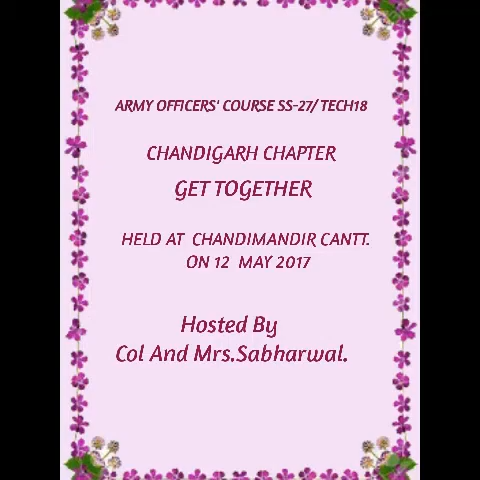 ARMY OFFICERS' COURSE SS-27/ TECH18
CHANDIGARH CHAPTER
GET TOGETHER
HELD AT CHANDIMANDIR CANTT.
ON 12 MAY 2017
Hosted By
Col And Mrs.Sabharwal.